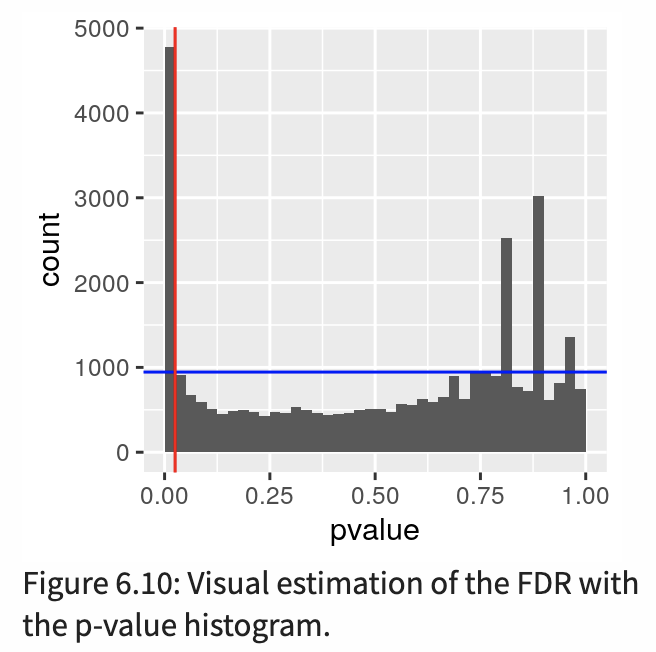 5000
4000
3000
2000
1000
0
count
0.00 0.25 0.50 0.75 1.00
pvalue
Figure 6.10: Visual estimation of the FDR with
the p-value histogram.